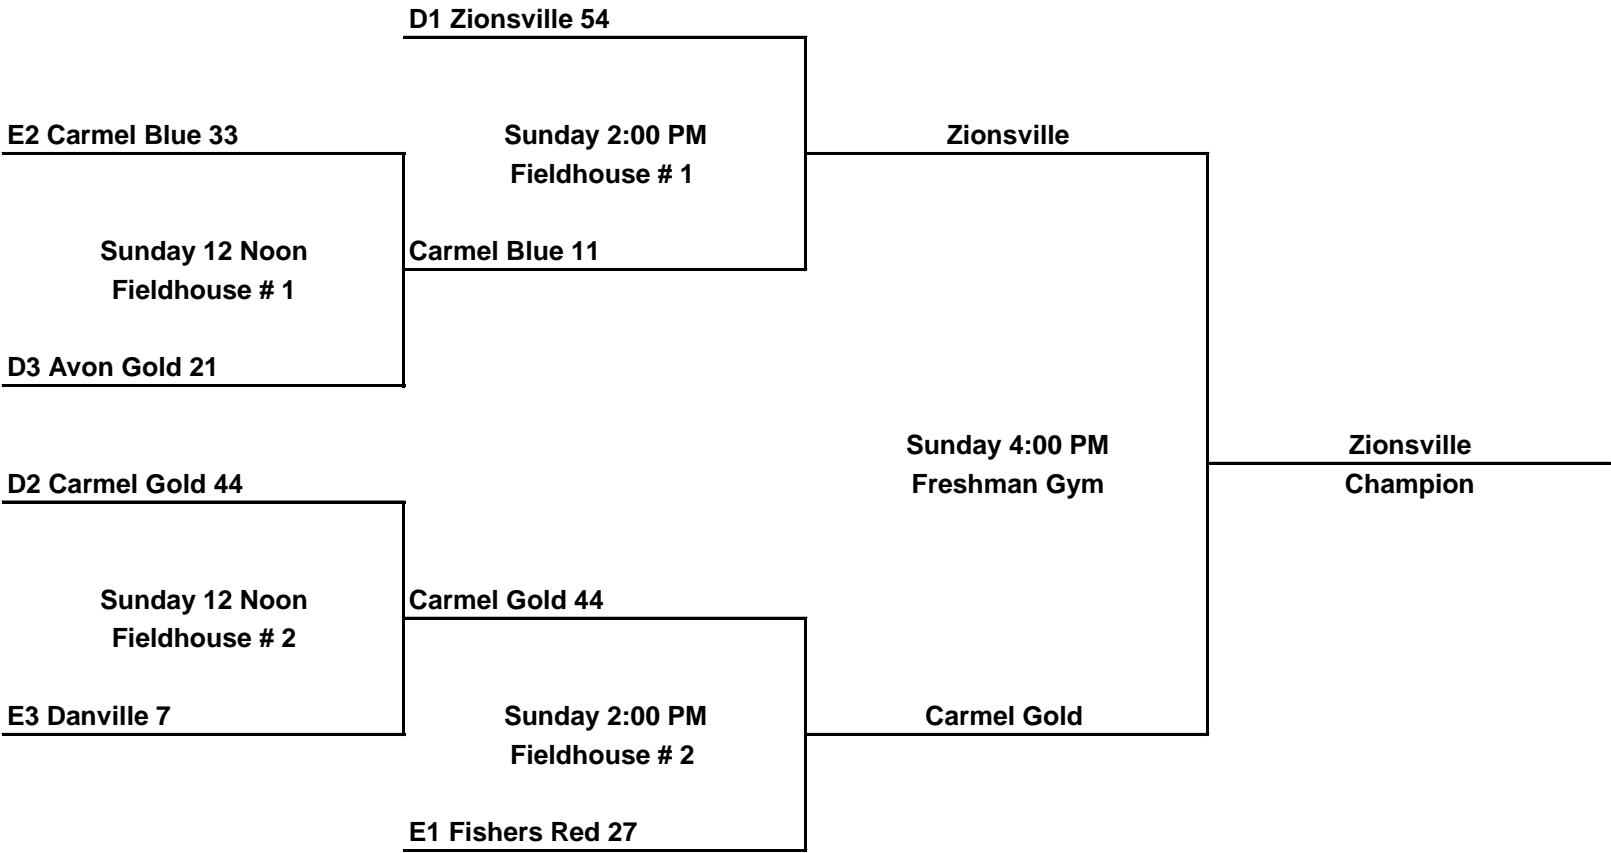 D1 Zionsville 54
E2 Carmel Blue 33
Sunday 2:00 PM
Fieldhouse # 1
Zionsville
Sunday 12 Noon
Fieldhouse # 1
Carmel Blue 11
D3 Avon Gold 21
Sunday 4:00 PM
Freshman Gym
Zionsville
Champion
D2 Carmel Gold 44
Sunday 12 Noon
Fieldhouse # 2
Carmel Gold 44
E3 Danville 7
Sunday 2:00 PM
Fieldhouse # 2
Carmel Gold
E1 Fishers Red 27